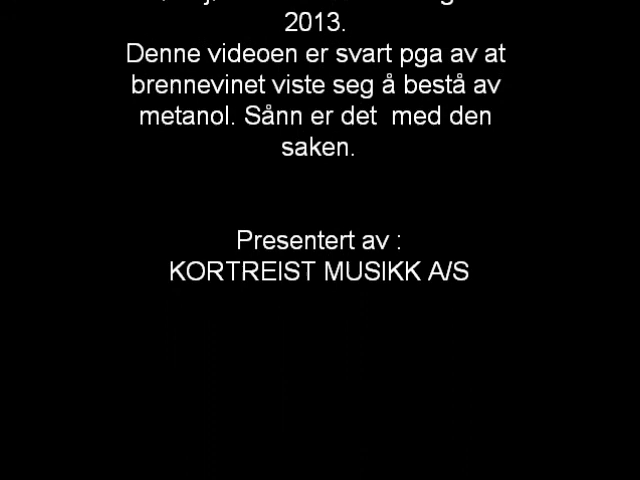 2013.
Denne videoen er svart pga av at
brennevinet viste seg å bestå av
metanol. Sånn er det  med den
saken.
Presentert av :
KORTREIST MUSIKK A/S